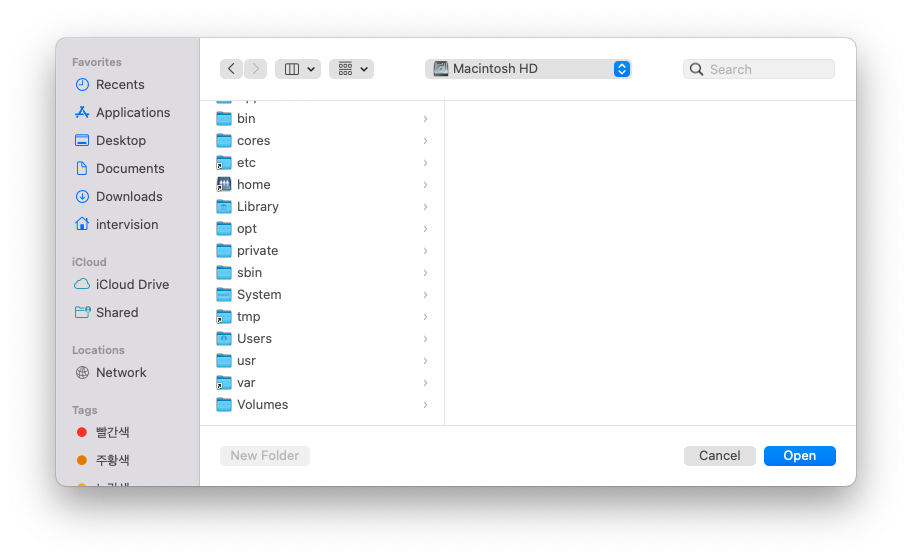 Favorites
Recents
Applications
Desktop
Documents
Downloads
intervision
iCloud
iCloud Drive
Shared
Locations
Network
Tags
빨간색
주황색
Macintosh HD
Search
bin
cores
etc
home
Library
opt
private
sbin
System
tmp
Users
usr
var
Volumes
New Folder
Cancel
Open